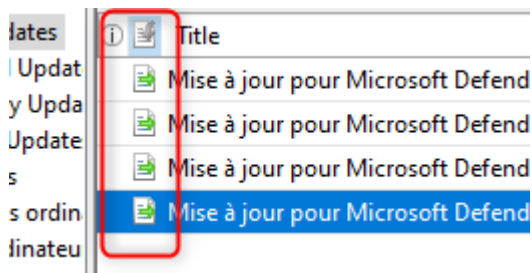 dates
Title
Updat
Mise à jour pour Microsoft Defend
y Upda
Mise à jour pour Microsoft Defend
Update
Mise à jour pour Microsoft Defend
s
s ordin
Mise à jour pour Microsoft Defend
dinateu